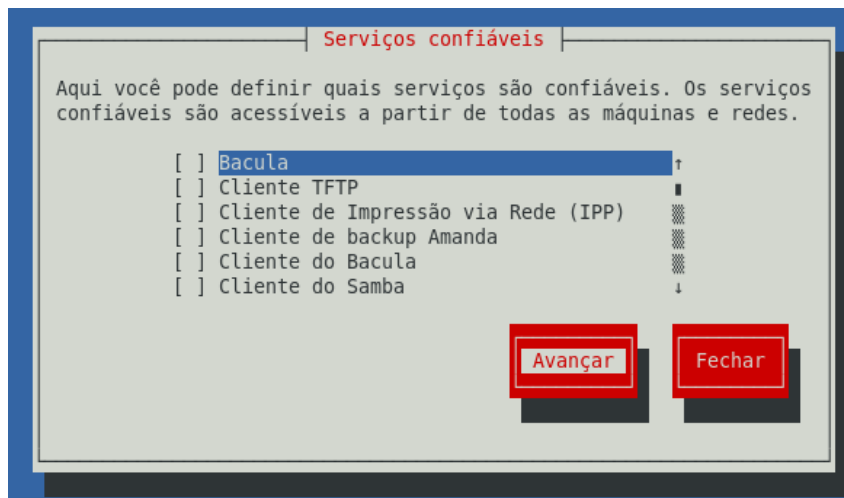 Serviços confiáveis
Aqui você pode definir quais serviços são confiáveis. Os serviços
confiáveis são acessíveis a partir de todas as máquinas e redes.
[ ] Bacula ↑
[ ] Cliente TFTP
[ ] Cliente de Impressão via Rede (IPP)
[ ] Cliente de backup Amanda
[ ] Cliente do Bacula
[ ] Cliente do Samba ↓
Avançar Fechar